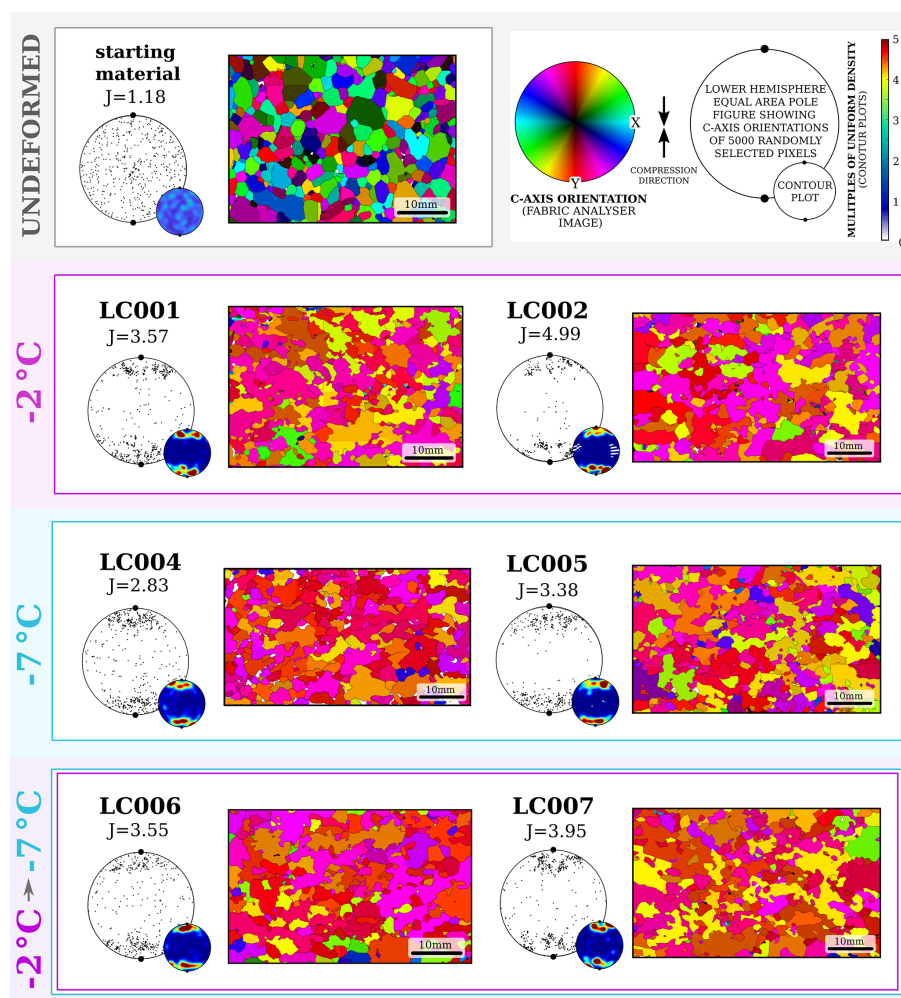 UNDEFORMED
starting
material
J=1.18
10mm
X
Y
C-AXIS ORIENTATION
(FABRIC ANALYSER
IMAGE)
COMPRESSION
DIRECTION
LOWER HEMISPHERE
EQUAL AREA POLE
FIGURE SHOWING
C-AXIS ORIENTATIONS
OF 5000 RANDOMLY
SELECTED PIXELS
CONTOUR
PLOT
MULITPLES OF UNIFORM DENSITY
(CONOTUR PLOTS)
5
4
3
2
1
0
-2°C
LC001
J=3.57
10mm
LC002
J=4.99
10mm
-7°C
LC004
J=2.83
10mm
LC005
J=3.38
10mm
-2°C → -7°C
LC006
J=3.55
10mm
LC007
J=3.95
10mm